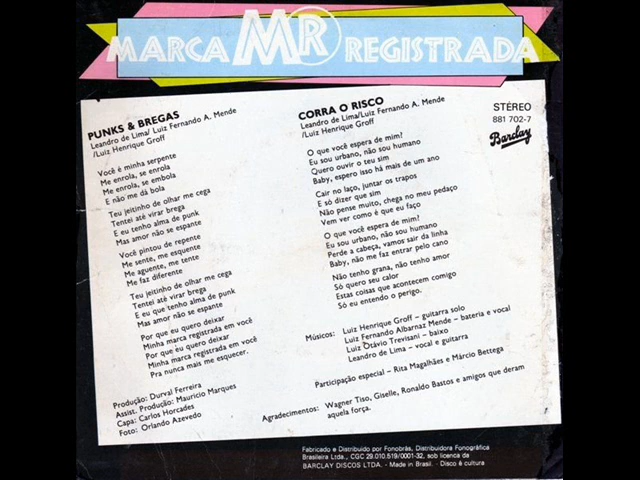 MARCA MR REGISTRADA
PUNKS & BREGAS
Leandro de Lima/ Luiz Fernando A. Mende
/Luiz Henrique Groff
Você é minha serpente
Me enrola, se enrola
Me enrola, se embola
E não me dá bola
Teu jeitinho de olhar me cega
Tentei até virar brega
E eu tenho alma de punk
Mas amor não se espante
Você pintou de repente
Me sente, me esquente
Me aguente, me tente
Me faz diferente
Teu jeitinho de olhar me cega
Tentei até virar brega
E eu que tenho alma de punk
Mas amor não se espante
Por que eu quero deixar
Minha marca registrada em você
Por que eu quero deixar
Minha marca registrada em você
Pra nunca mais me esquecer.
Produção: Durval Ferreira
Assist. Produção: Mauricio Marques
Capa: Carlos Horcades
Foto: Orlando Azevedo
CORRA O RISCO
Leandro de Lima/Luiz Fernando A. Mende
/Luiz Henrique Groff
O que você espera de mim?
Eu sou urbano, não sou humano
Quero ouvir o teu sim
Baby, espero isso há mais de um ano
Cair no laço, juntar os trapos
E só dizer que sim
Não pense muito, chega no meu pedaço
Vem ver como é que eu faço
O que você espera de mim?
Eu sou urbano, não sou humano
Perde a cabeça, vamos sair da linha
Baby, não me faz entrar pelo cano
Não tenho grana, não tenho amor
Só quero seu calor
Estas coisas que acontecem comigo
Só eu entendo o perigo.
Músicos: Luiz Henrique Groff – guitarra solo
Luiz Fernando Albarnaz Mende – bateria e vocal
Luiz Otávio Trevisani – baixo
Leandro de Lima – vocal e guitarra
Participação especial – Rita Magalhães e Márcio Bettega
Agradecimentos: Wagner Tiso, Giselle, Ronaldo Bastos e amigos que deram
aquela força.
STÉREO
881 702-7
Barclay
Fabricado e Distribuido por Fonobrás, Distribuidora Fonográfica
Brasileira Ltda., CGC 29.010.519/0001-32, sob licenca da
BARCLAY DISCOS LTDA. - Made in Brasil. - Disco é cultura